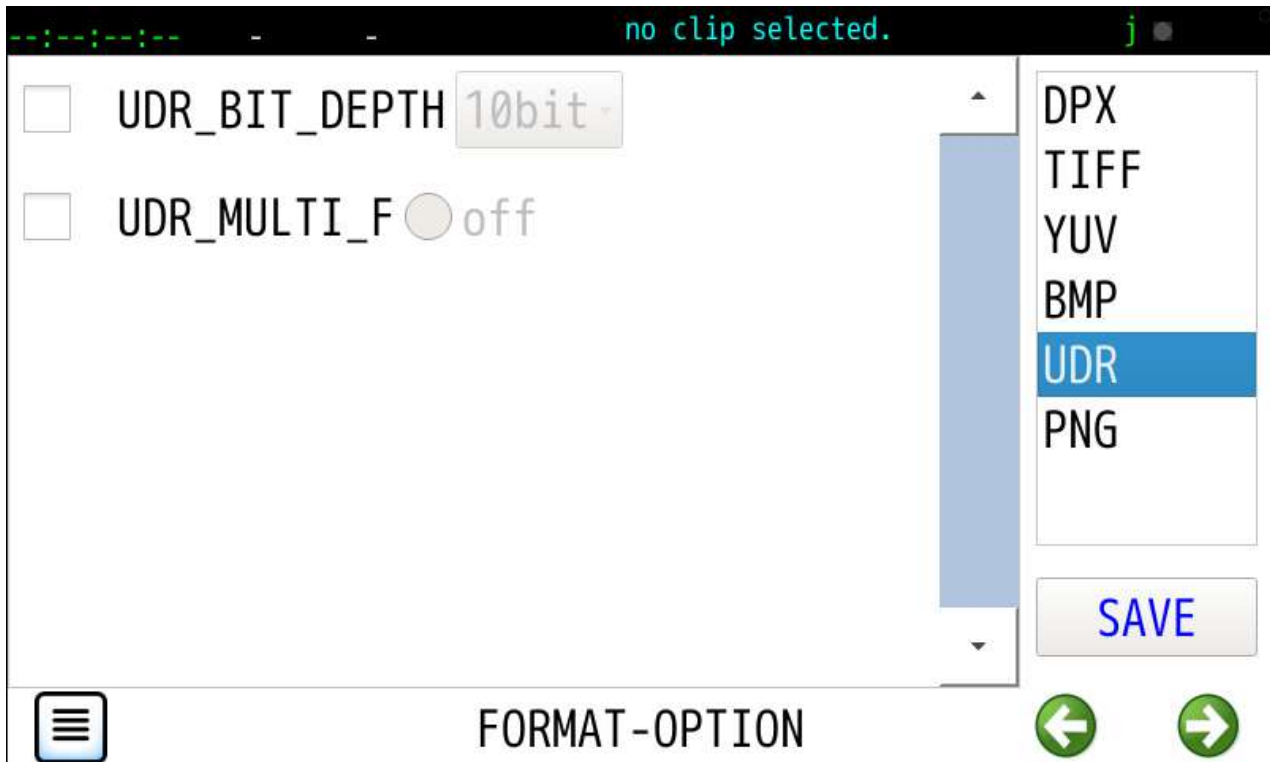 --:--:--:-- - - no clip selected. j
UDR_BIT_DEPTH 10bit
UDR_MULTI_F off
DPX
TIFF
YUV
BMP
UDR
PNG
SAVE
FORMAT-OPTION